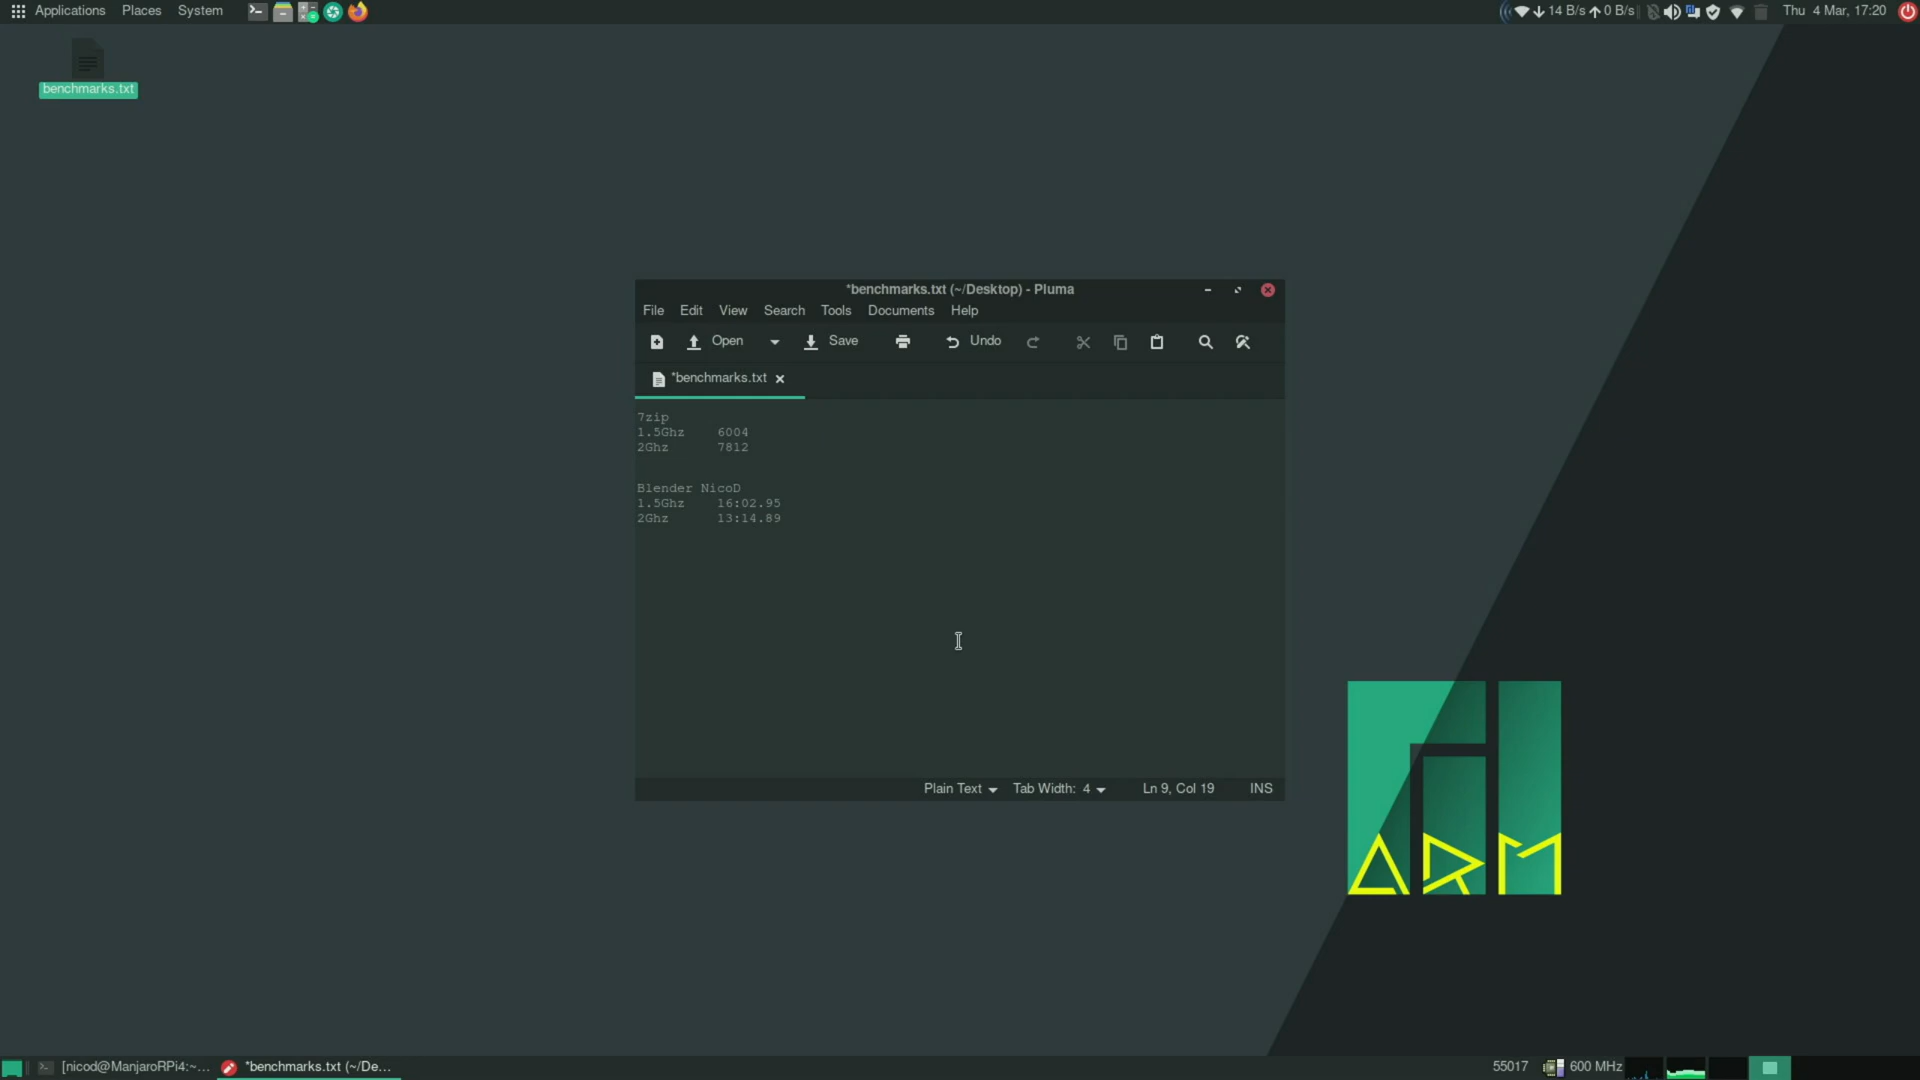 Applications Places System
14 B/s 0 B/s Thu 4 Mar, 17:20
benchmarks.txt
*benchmarks.txt (~/Desktop) - Pluma
File Edit View Search Tools Documents Help
Open Save Undo
*benchmarks.txt
7zip
1.5Ghz 6004
2Ghz 7812
Blender NicoD
1.5Ghz 16:02.95
2Ghz 13:14.89
Plain Text Tab Width: 4 Ln 9, Col 19 INS
ARM
[nicod@ManjaroRPi4:~... *benchmarks.txt (~/De... 55017 600 MHz